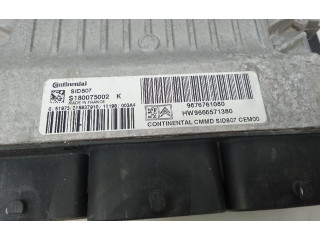 Continental
SID807
S180075002 K
MADE IN FRANCE
9676761080
HW9666571380
CONTINENTAL CMMD SID807 CEM00